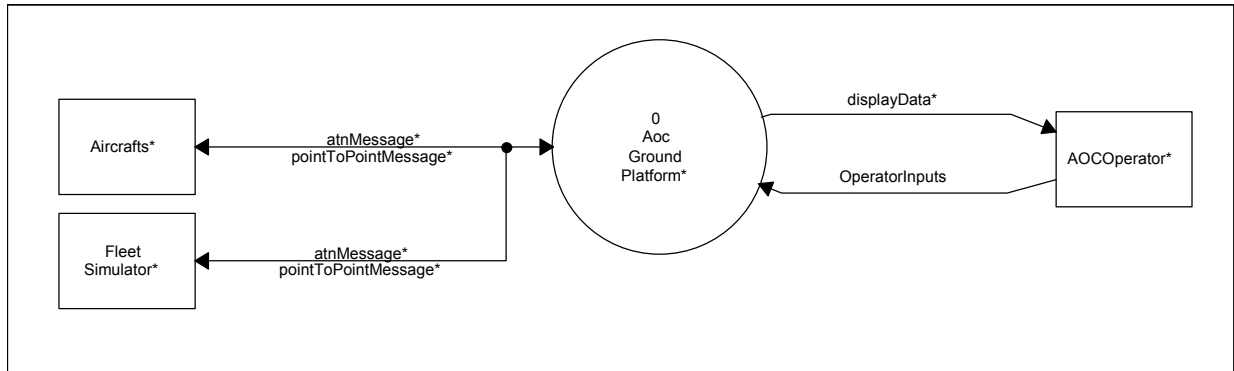 Aircrafts*
atnMessage*
pointToPointMessage*
Fleet
Simulator*
atnMessage*
pointToPointMessage*
0
Aoc
Ground
Platform*
displayData*
OperatorInputs
AOCOperator*